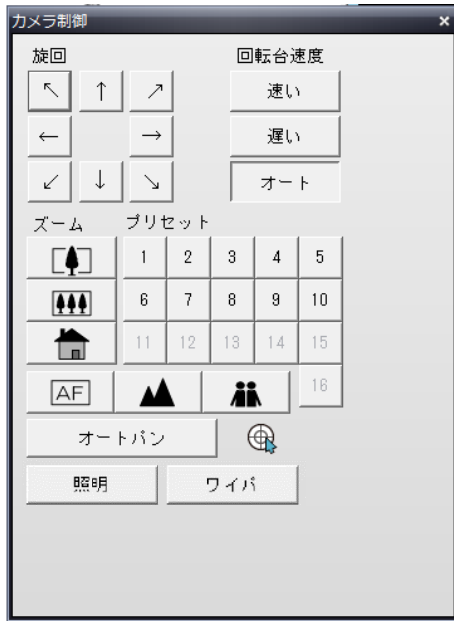 カメラ制御 ×
旋回 回転台速度
↖ ↑ ↗ 速い
← → 遅い
↙ ↓ ↘ オート
ズーム プリセット
1 2 3 4 5
6 7 8 9 10
11 12 13 14 15
AF 16
オートパン
照明 ワイパ